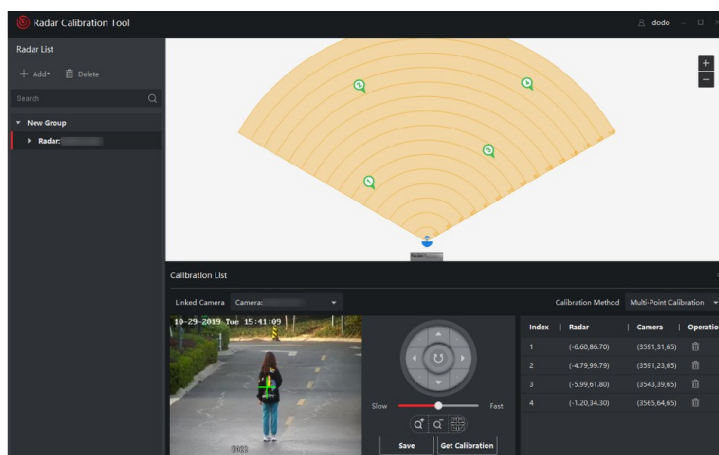 Radar Calibration Tool
dodo
Radar List
+ Add
Delete
Search
New Group
Radar:
Calibration List
Linked Camera Camera:
Calibration Method Multi-Point Calibration
10-29-2019 Tue 15:41:09
Index | Radar | Camera | Operatio
1 (-6.60,86.70) (3551,31,65)
2 (-4.79,99.79) (3551,23,65)
3 (-5.99,61.80) (3543,39,65)
4 (-1.20,34.30) (3565,64,65)
Slow Fast
Save Get Calibration